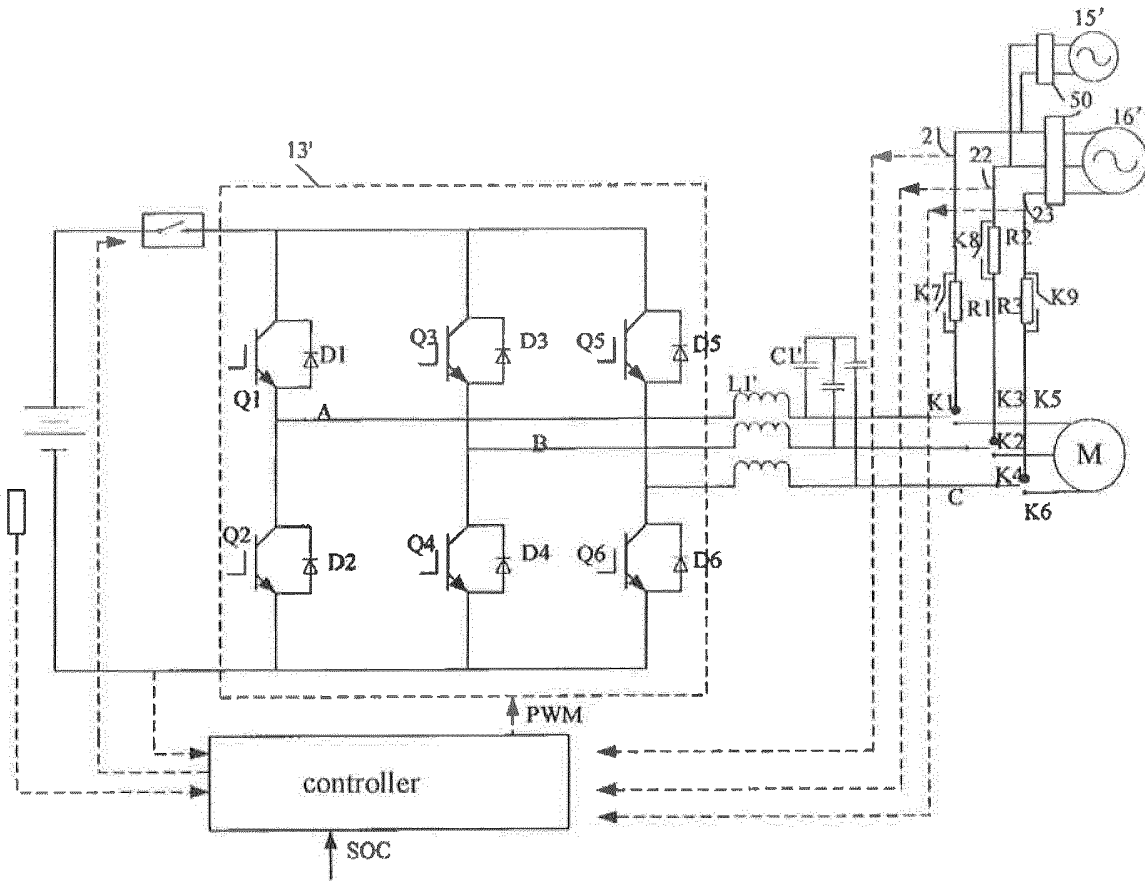 15'
50
16'
13'
2
22
23
K8
R2
K7
R1
R3
K9
Q1
D1
Q3
D3
Q5
D5
C1'
L1'
A
K1
K3
K5
B
K2
M
K4
C
K6
Q2
D2
Q4
D4
Q6
D6
PWM
controller
SOC